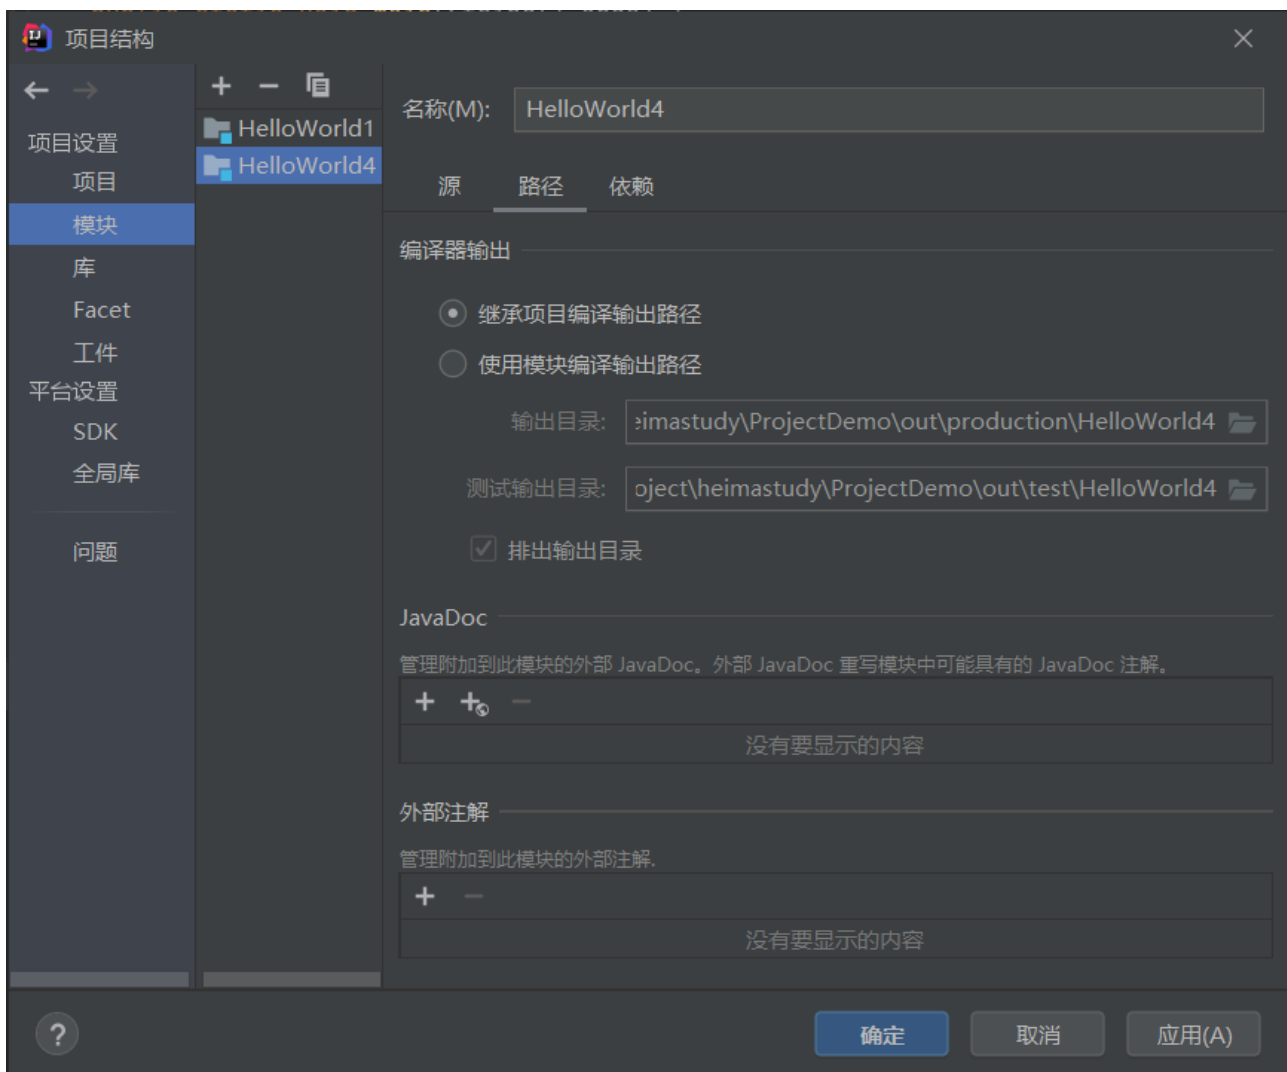 项目结构
项目设置
项目
模块
库
Facet
工件
平台设置
SDK
全局库
问题
HelloWorld1
HelloWorld4
名称(M): HelloWorld4
源 路径 依赖
编译器输出
继承项目编译输出路径
使用模块编译输出路径
输出目录: eimastudy\ProjectDemo\out\production\HelloWorld4
测试输出目录: oject\heimastudy\ProjectDemo\out\test\HelloWorld4
排出输出目录
JavaDoc
管理附加到此模块的外部 JavaDoc。外部 JavaDoc 重写模块中可能具有的 JavaDoc 注解。
没有要显示的内容
外部注解
管理附加到此模块的外部注解.
没有要显示的内容
? 确定 取消 应用(A)